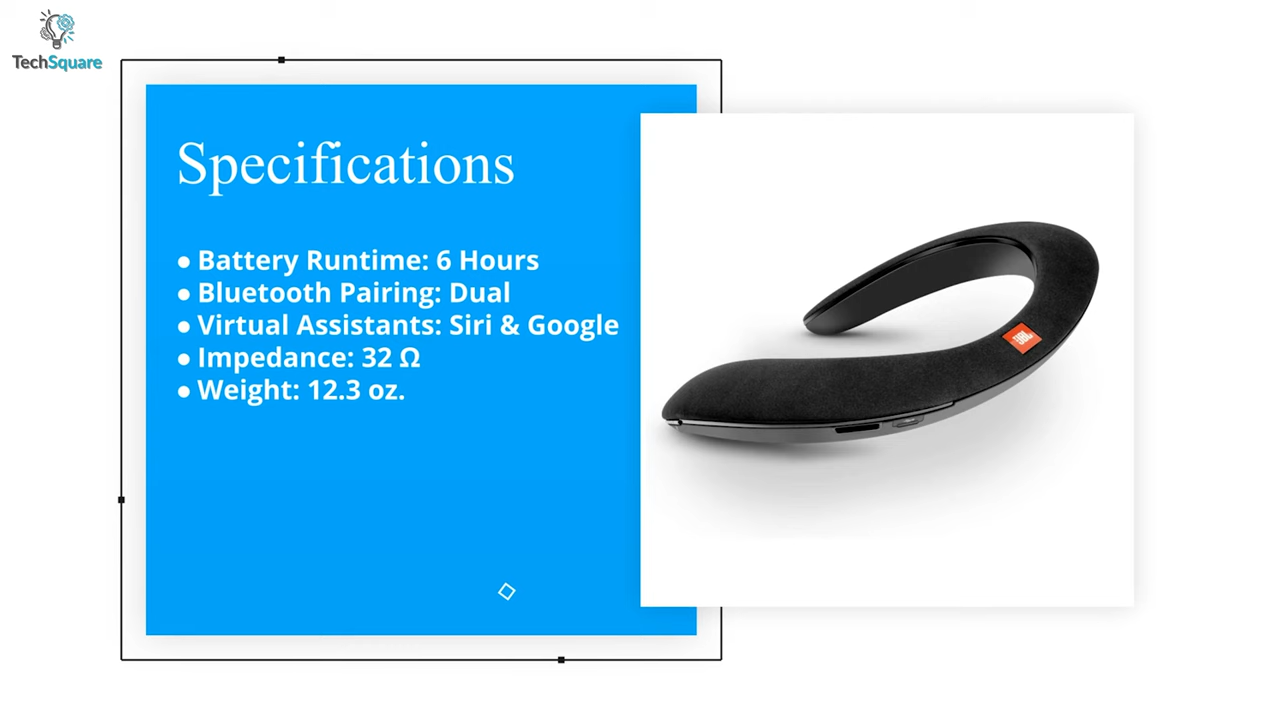 TechSquare
Specifications
● Battery Runtime: 6 Hours
● Bluetooth Pairing: Dual
● Virtual Assistants: Siri & Google
● Impedance: 32 Ω
● Weight: 12.3 oz.
JBL